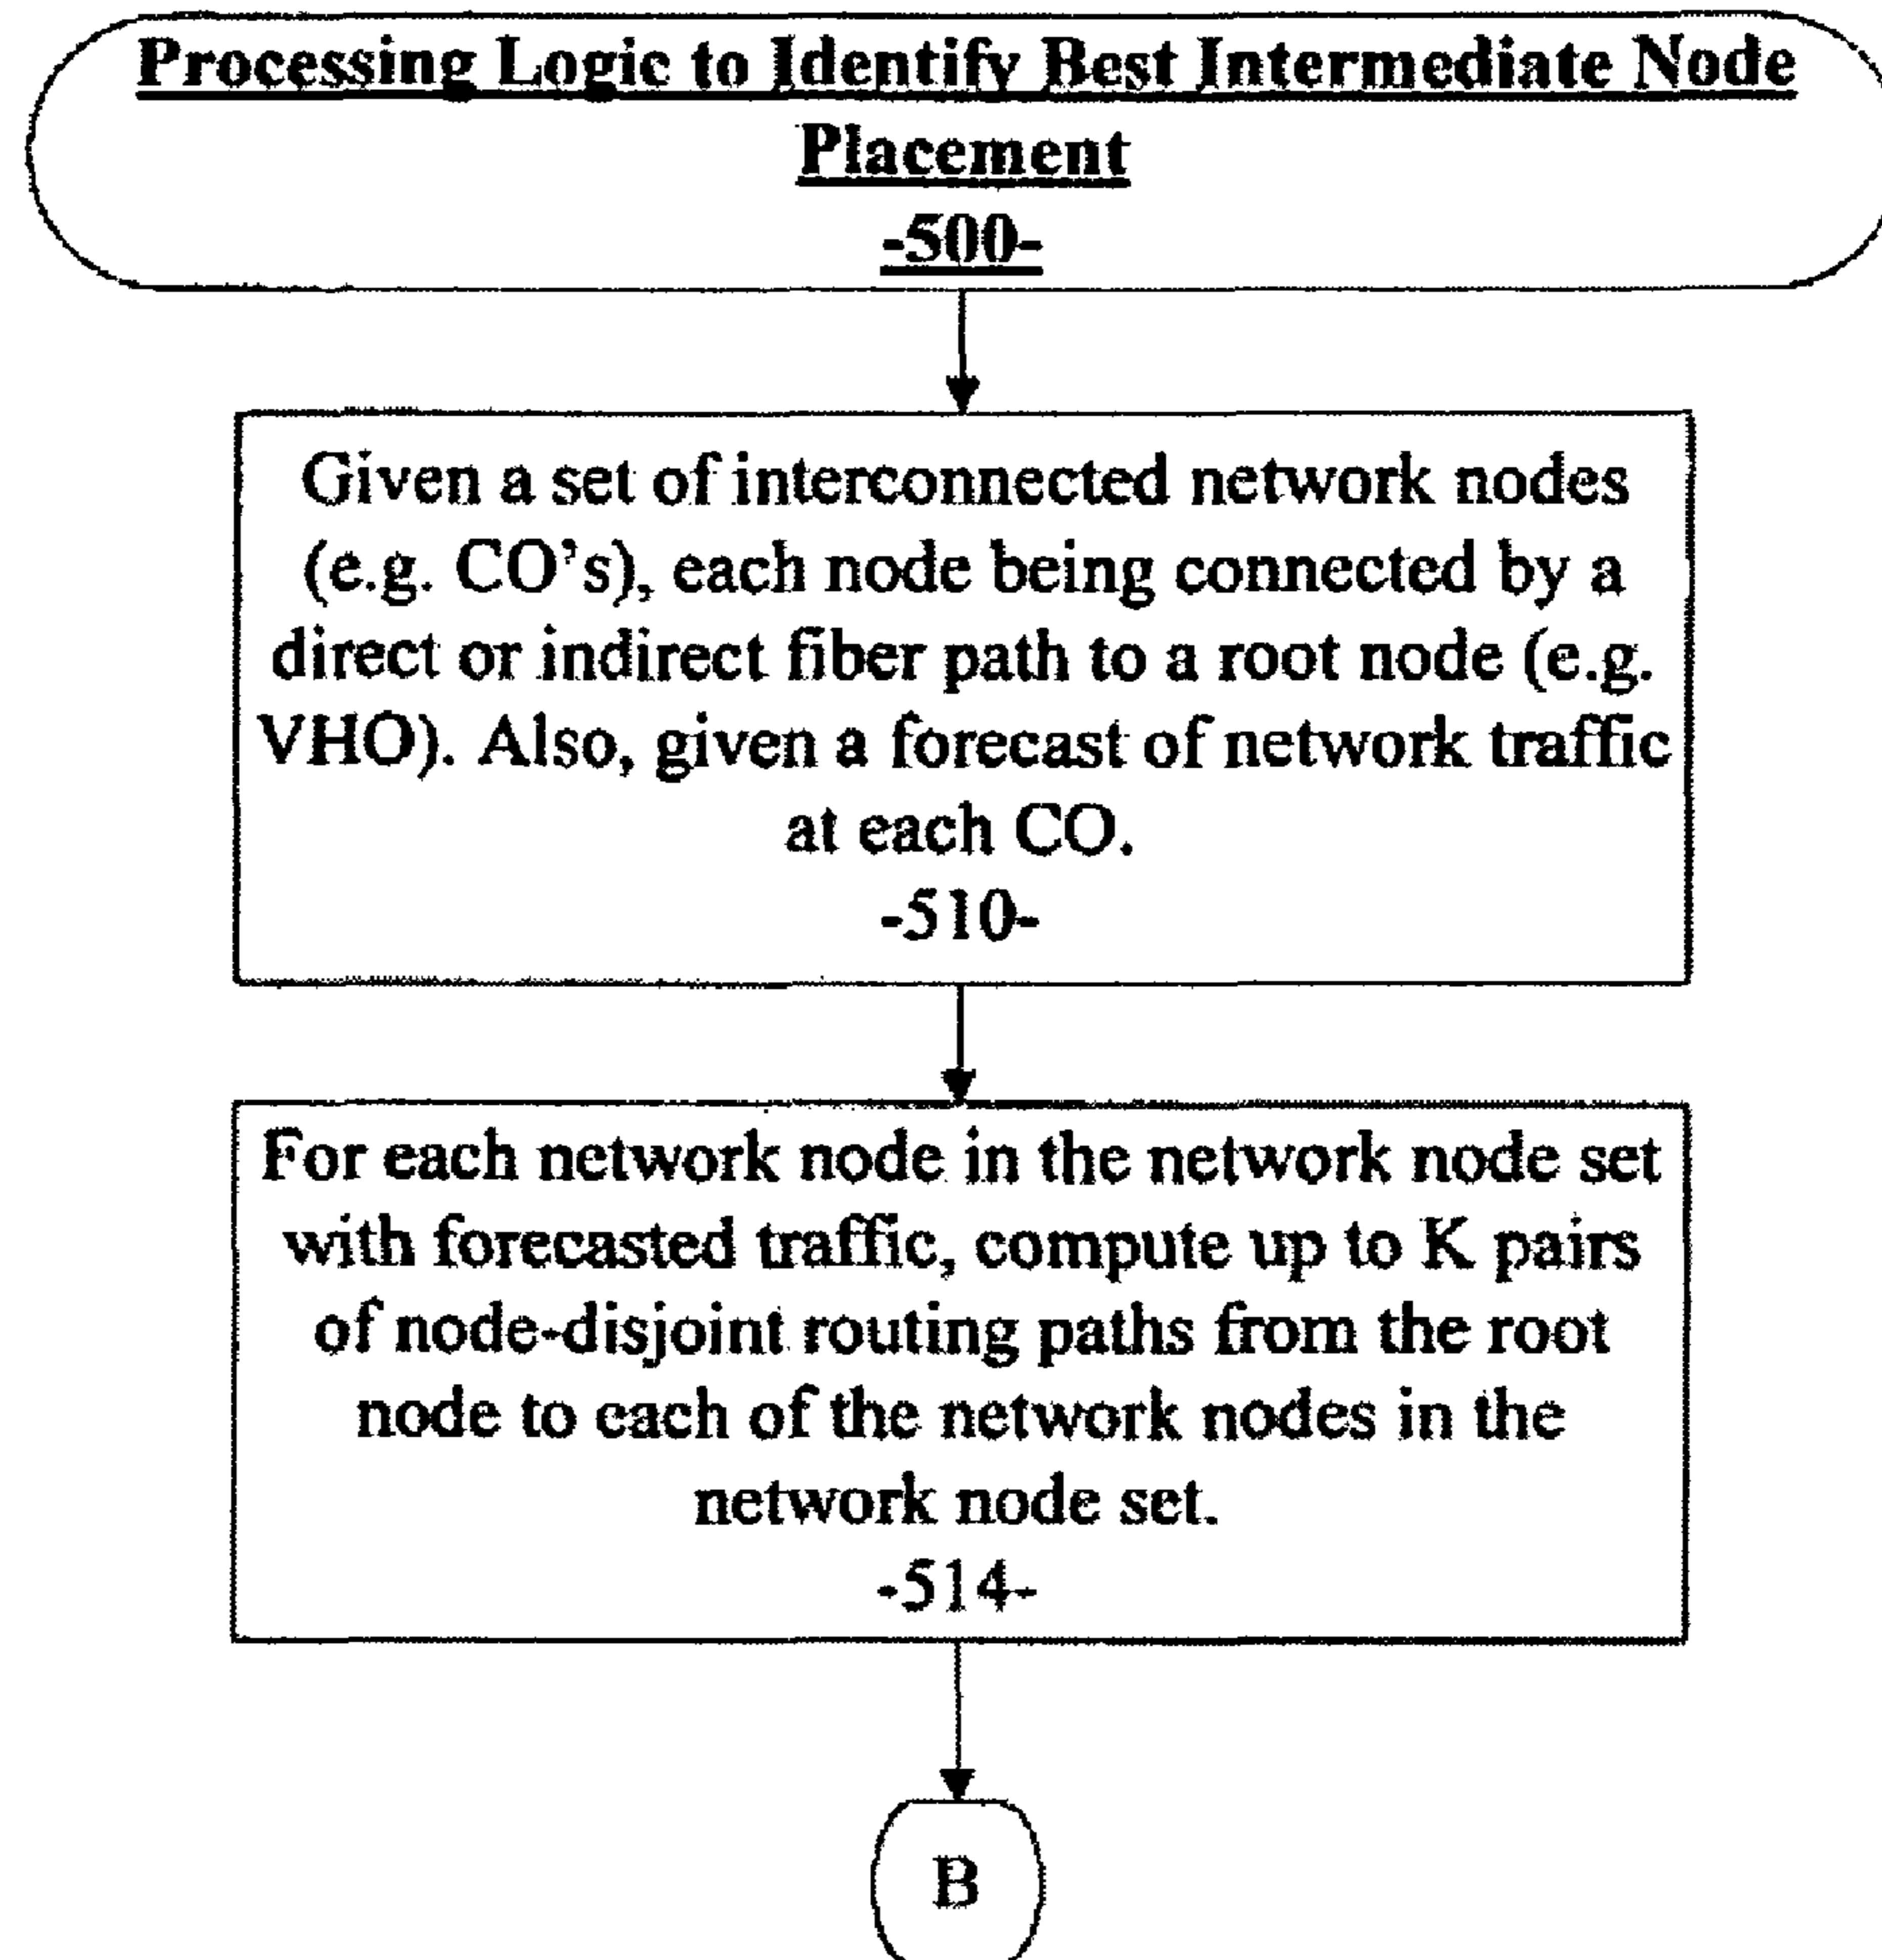 Processing Logic to Identify Best Intermediate Node
Placement
-500-
Given a set of interconnected network nodes
(e.g. CO's), each node being connected by a
direct or indirect fiber path to a root node (e.g.
VHO). Also, given a forecast of network traffic
at each CO.
-510-
For each network node in the network node set
with forecasted traffic, compute up to K pairs
of node-disjoint routing paths from the root
node to each of the network nodes in the
network node set.
-514-
B